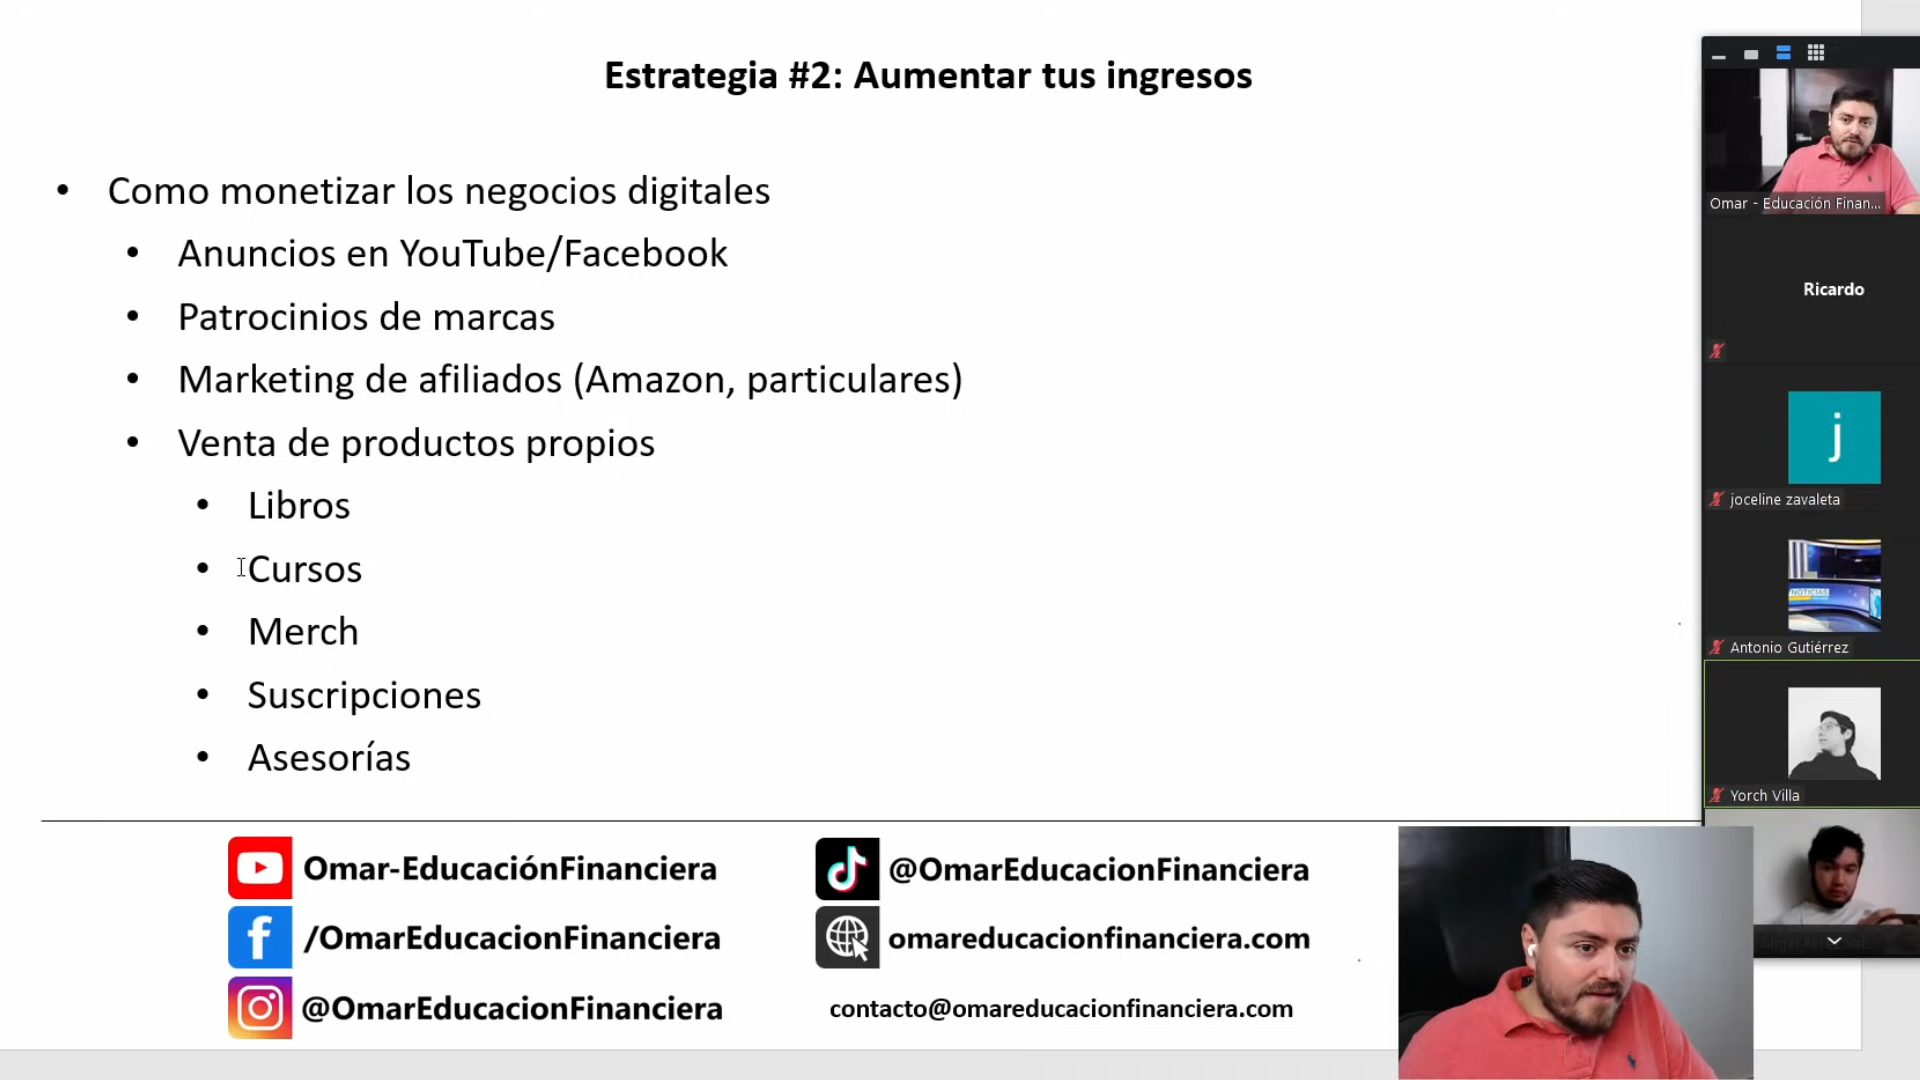 Estrategia #2: Aumentar tus ingresos
• Como monetizar los negocios digitales
• Anuncios en YouTube/Facebook
• Patrocinios de marcas
• Marketing de afiliados (Amazon, particulares)
• Venta de productos propios
• Libros
• Cursos
• Merch
• Suscripciones
• Asesorías
Omar-EducaciónFinanciera
/OmarEducacionFinanciera
@OmarEducacionFinanciera
@OmarEducacionFinanciera
omareducacionfinanciera.com
contacto@omareducacionfinanciera.com
Omar - Educación Finan...
Ricardo
j
joceline zavaleta
NOTICIAS
Antonio Gutiérrez
Yorch Villa